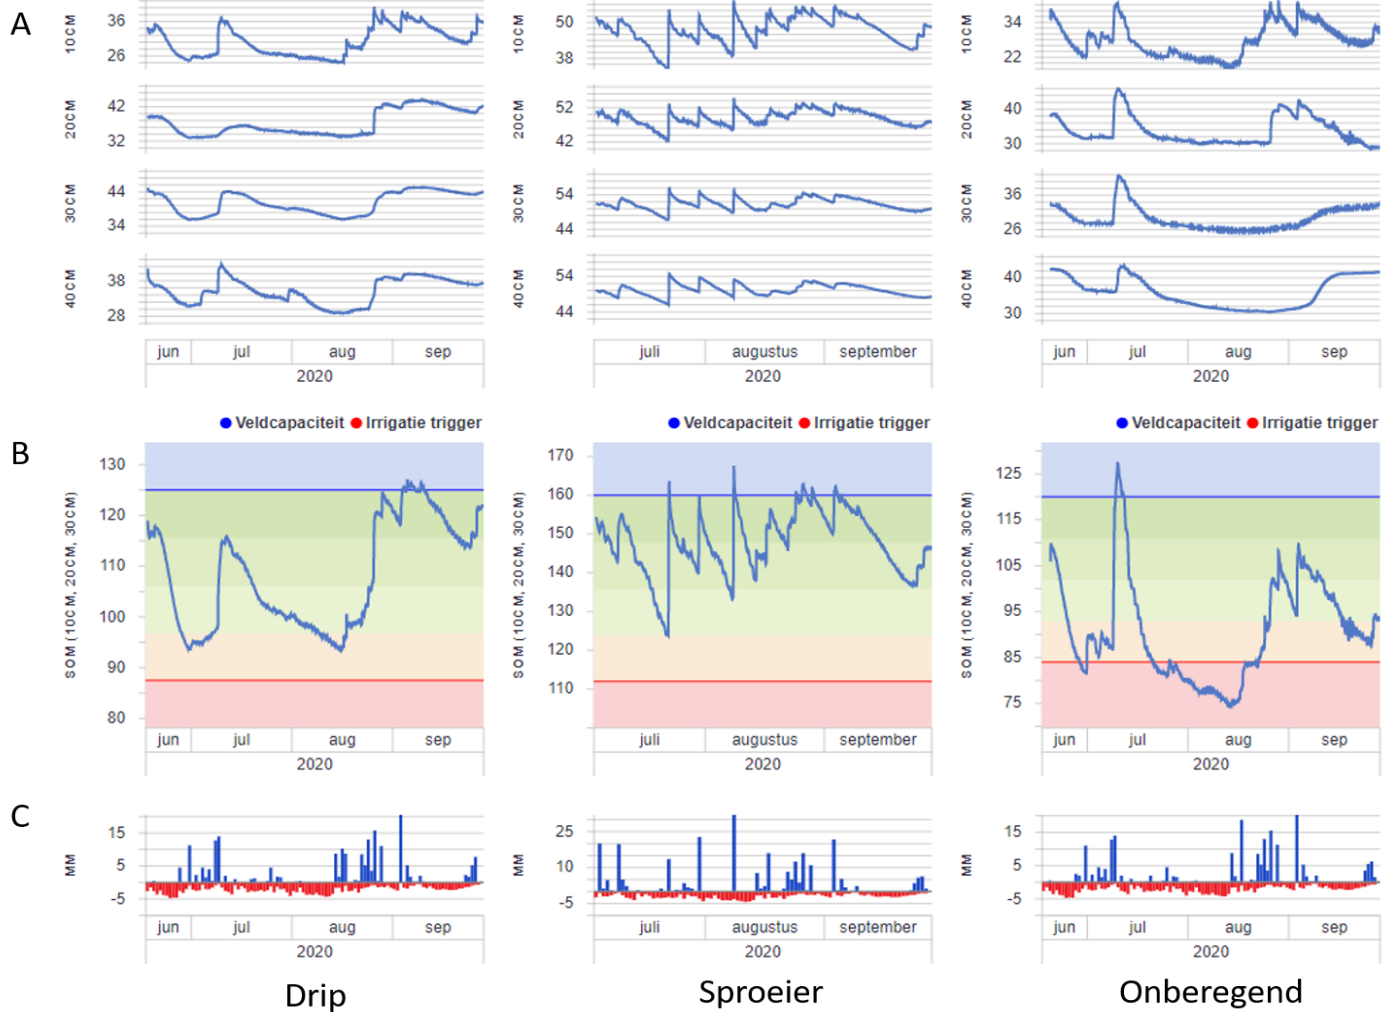 A
10CM
36
26
10CM
50
38
10CM
34
22
20CM
42
32
20CM
52
42
20CM
40
30
30CM
44
34
30CM
54
44
30CM
36
26
40CM
38
28
40CM
54
44
40CM
40
30
jun jul aug sep
2020
juli augustus september
2020
jun jul aug sep
2020
B
Veldcapaciteit Irrigatie trigger
SOM (10CM, 20CM, 30CM)
130
120
110
100
90
80
jun jul aug sep
2020
Veldcapaciteit Irrigatie trigger
SOM (10CM, 20CM, 30CM)
170
160
150
140
130
120
110
juli augustus september
2020
Veldcapaciteit Irrigatie trigger
SOM (10CM, 20CM, 30CM)
125
115
105
95
85
75
jun jul aug sep
2020
C
MM
15
5
-5
jun jul aug sep
2020
MM
25
10
-5
juli augustus september
2020
MM
15
5
-5
jun jul aug sep
2020
Drip
Sproeier
Onberegend